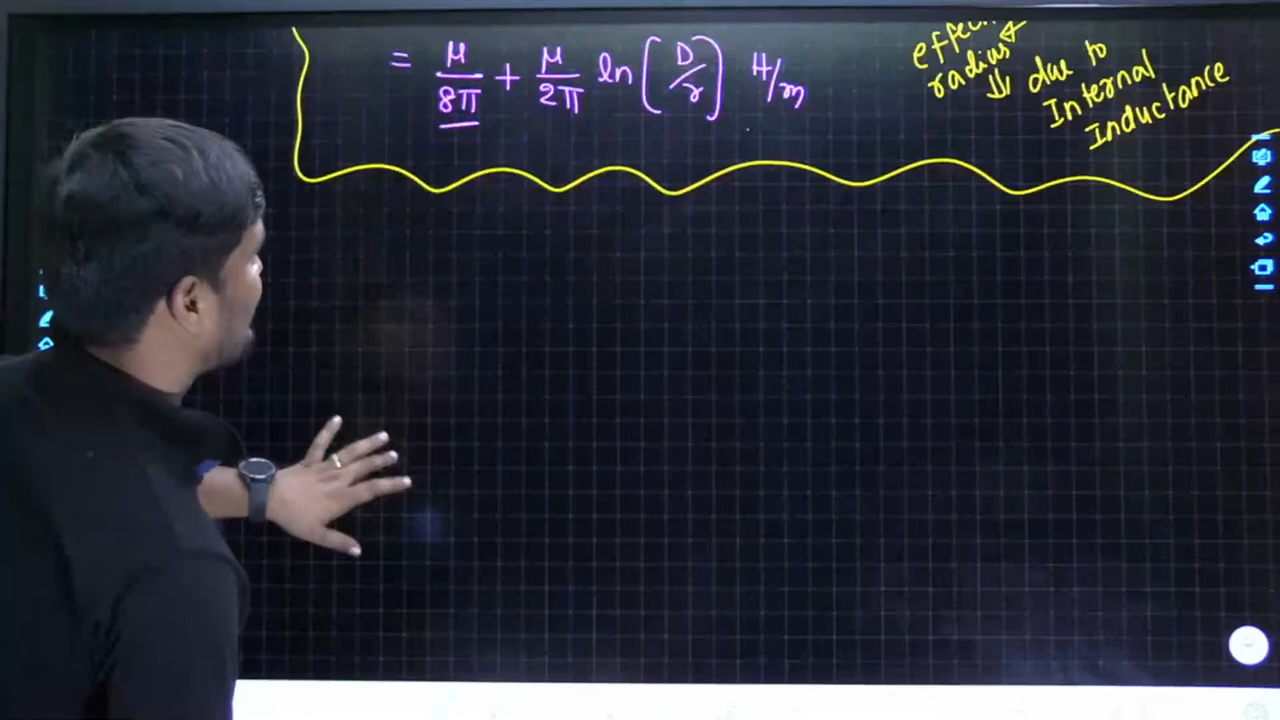 = μ/8π + μ/2π ln(D/r) H/m
radius ↓↓ due to
Internal
Inductance